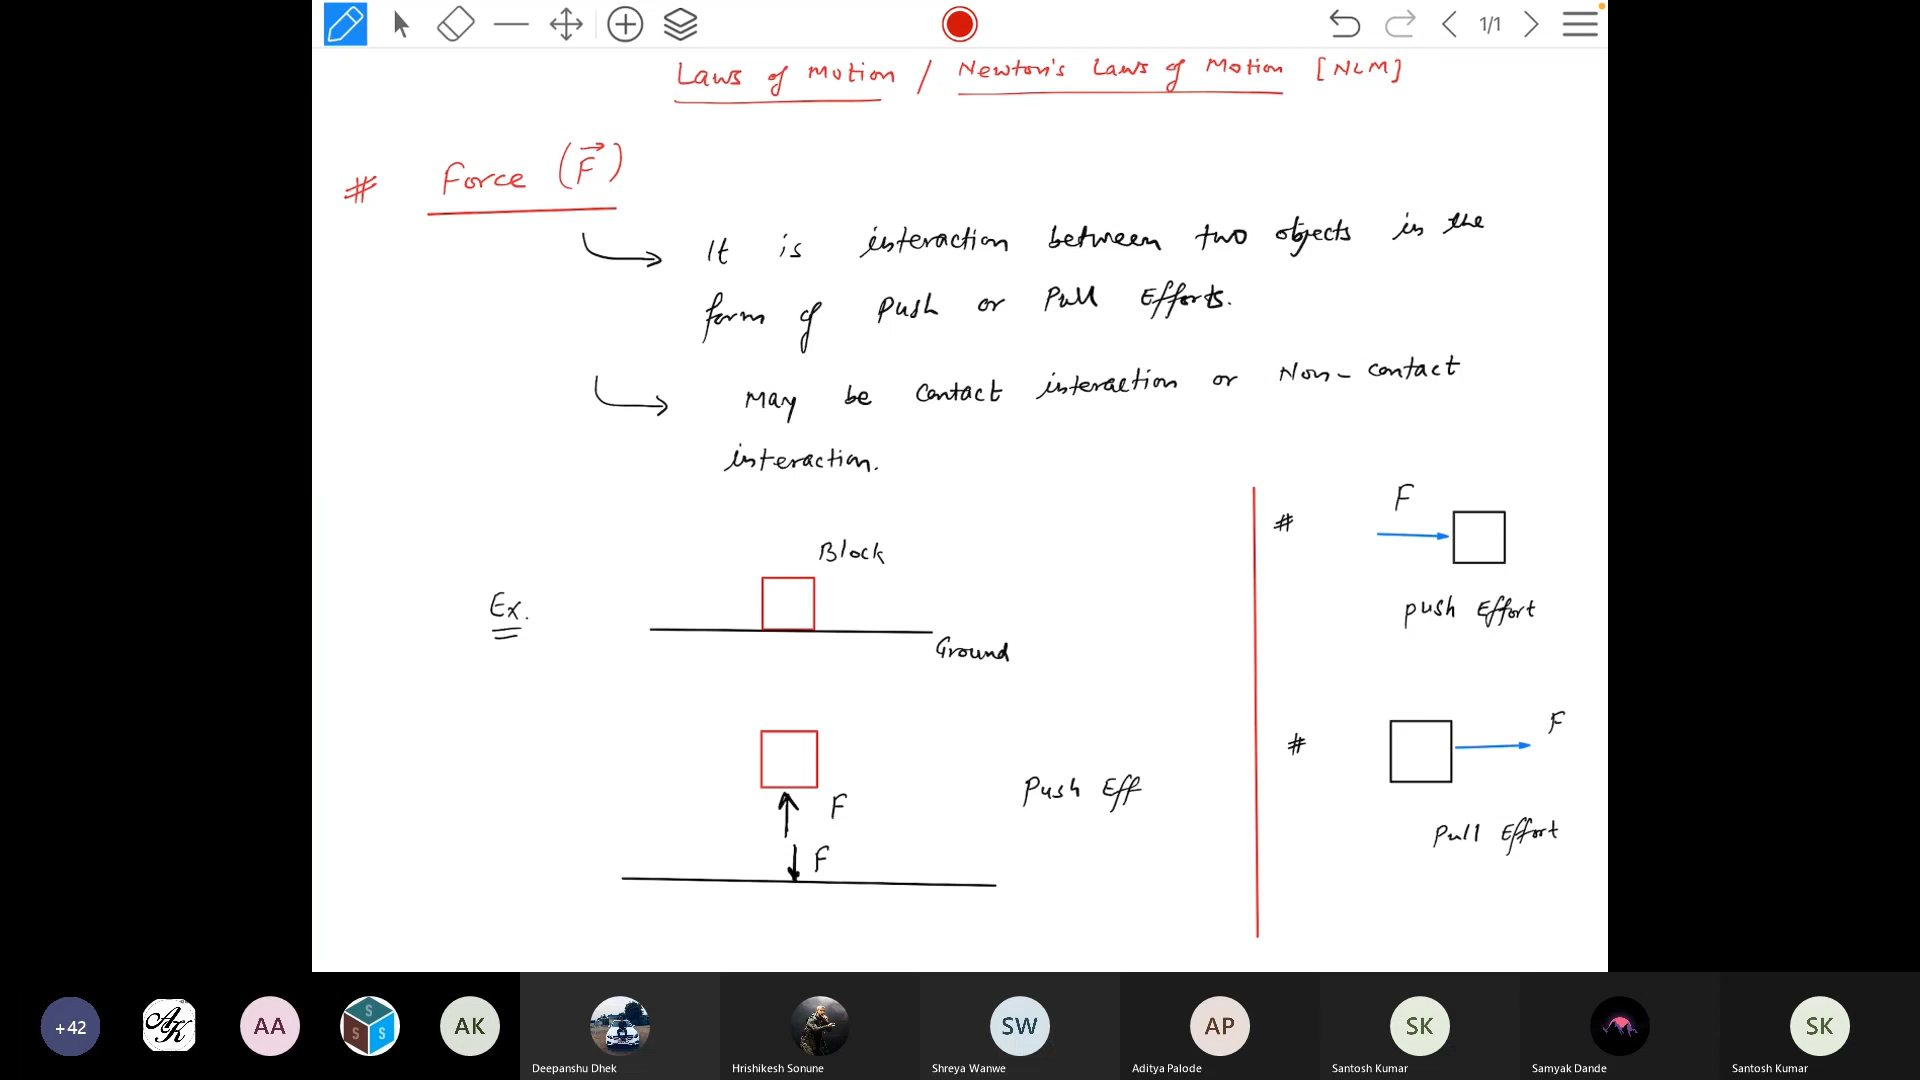 1/1
Laws of Motion / Newton's Laws of Motion [NLM]
# Force (F)
It is interaction between two objects in the
form of Push or Pull Efforts.
May be contact interaction or Non-contact
interaction.
Ex.
Block
Ground
F
F
Push Eff
# F
push Effort
# F
Pull Effort
+42
AK
AA
S S S
AK
Deepanshu Dhek
Hrishikesh Sonune
SW
Shreya Wanwe
AP
Aditya Palode
SK
Santosh Kumar
Samyak Dande
SK
Santosh Kumar